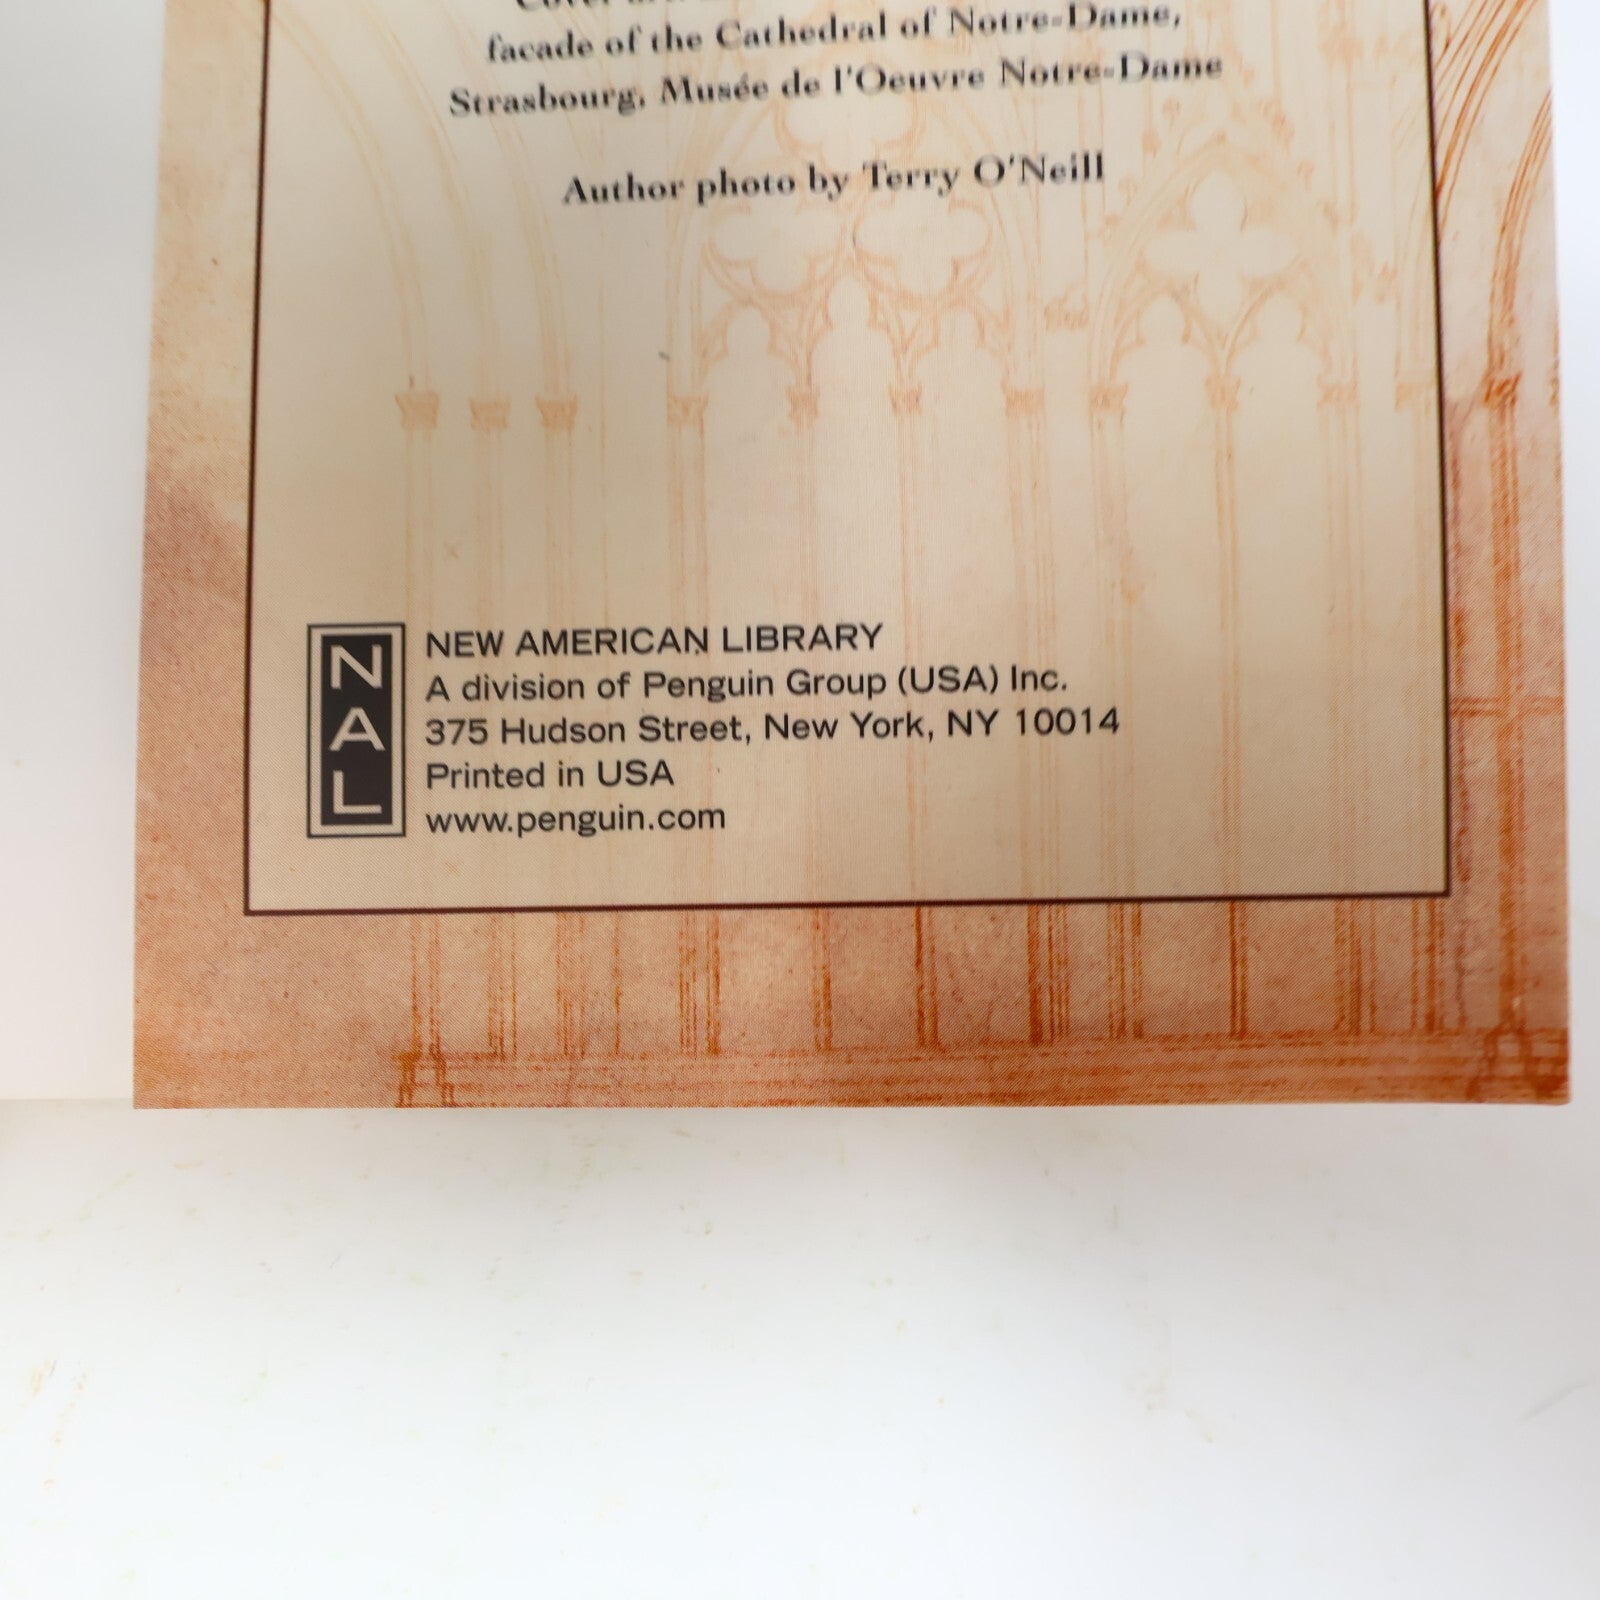 Cover art:
facade of the Cathedral of Notre-Dame,
Strasbourg, Musée de l'Oeuvre Notre-Dame
Author photo by Terry O'Neill
NAL
NEW AMERICAN LIBRARY
A division of Penguin Group (USA) Inc.
375 Hudson Street, New York, NY 10014
Printed in USA
www.penguin.com